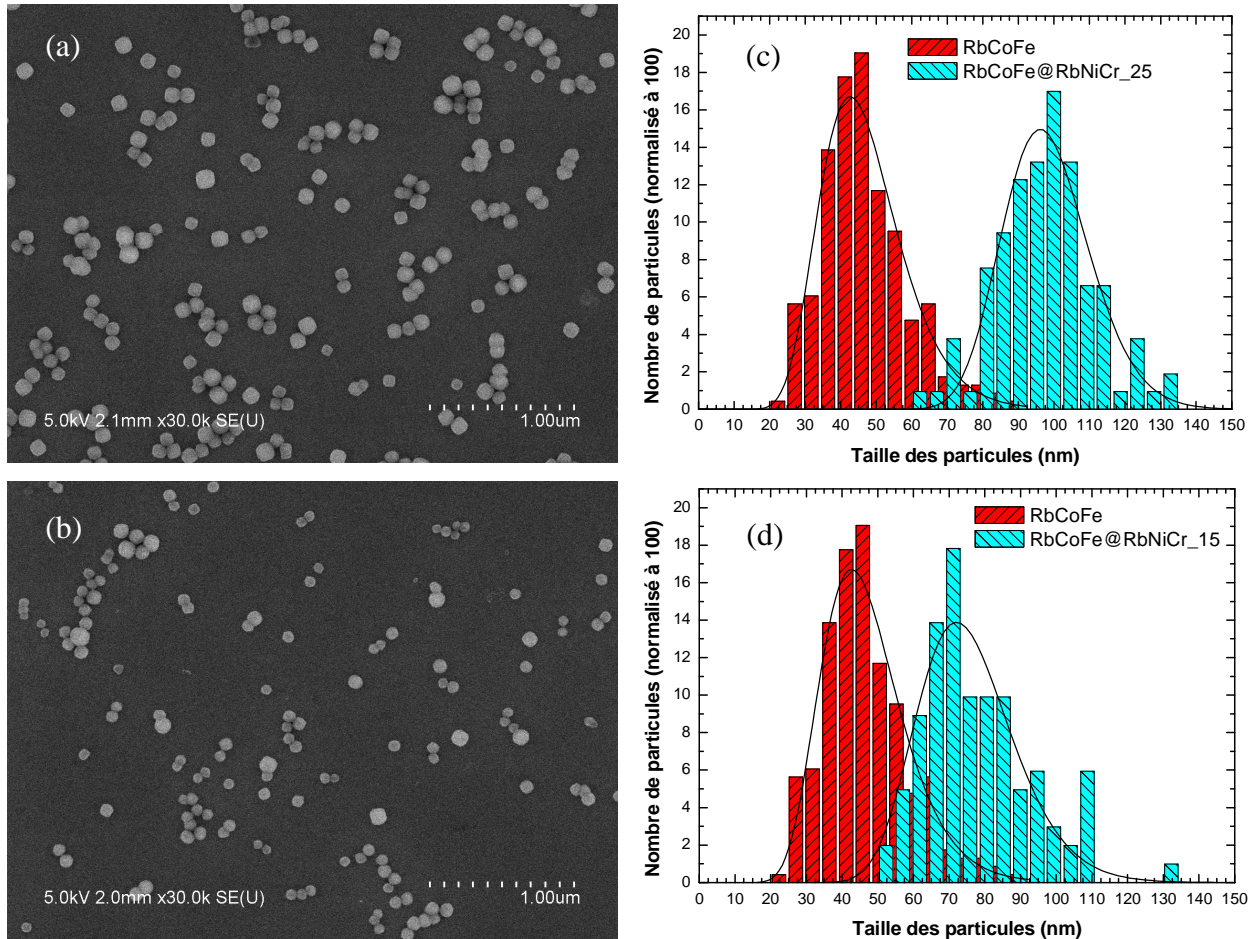 (a)
5.0kV 2.1mm x30.0k SE(U)
1.00um
(c)
RbCoFe
RbCoFe@RbNiCr_25
Nombre de particules (normalisé à 100)
20
18
16
14
12
10
8
6
4
2
0
0 10 20 30 40 50 60 70 80 90 100 110 120 130 140 150
Taille des particules (nm)
(b)
5.0kV 2.0mm x30.0k SE(U)
1.00um
(d)
RbCoFe
RbCoFe@RbNiCr_15
Nombre de particules (normalisé à 100)
20
18
16
14
12
10
8
6
4
2
0
0 10 20 30 40 50 60 70 80 90 100 110 120 130 140 150
Taille des particules (nm)